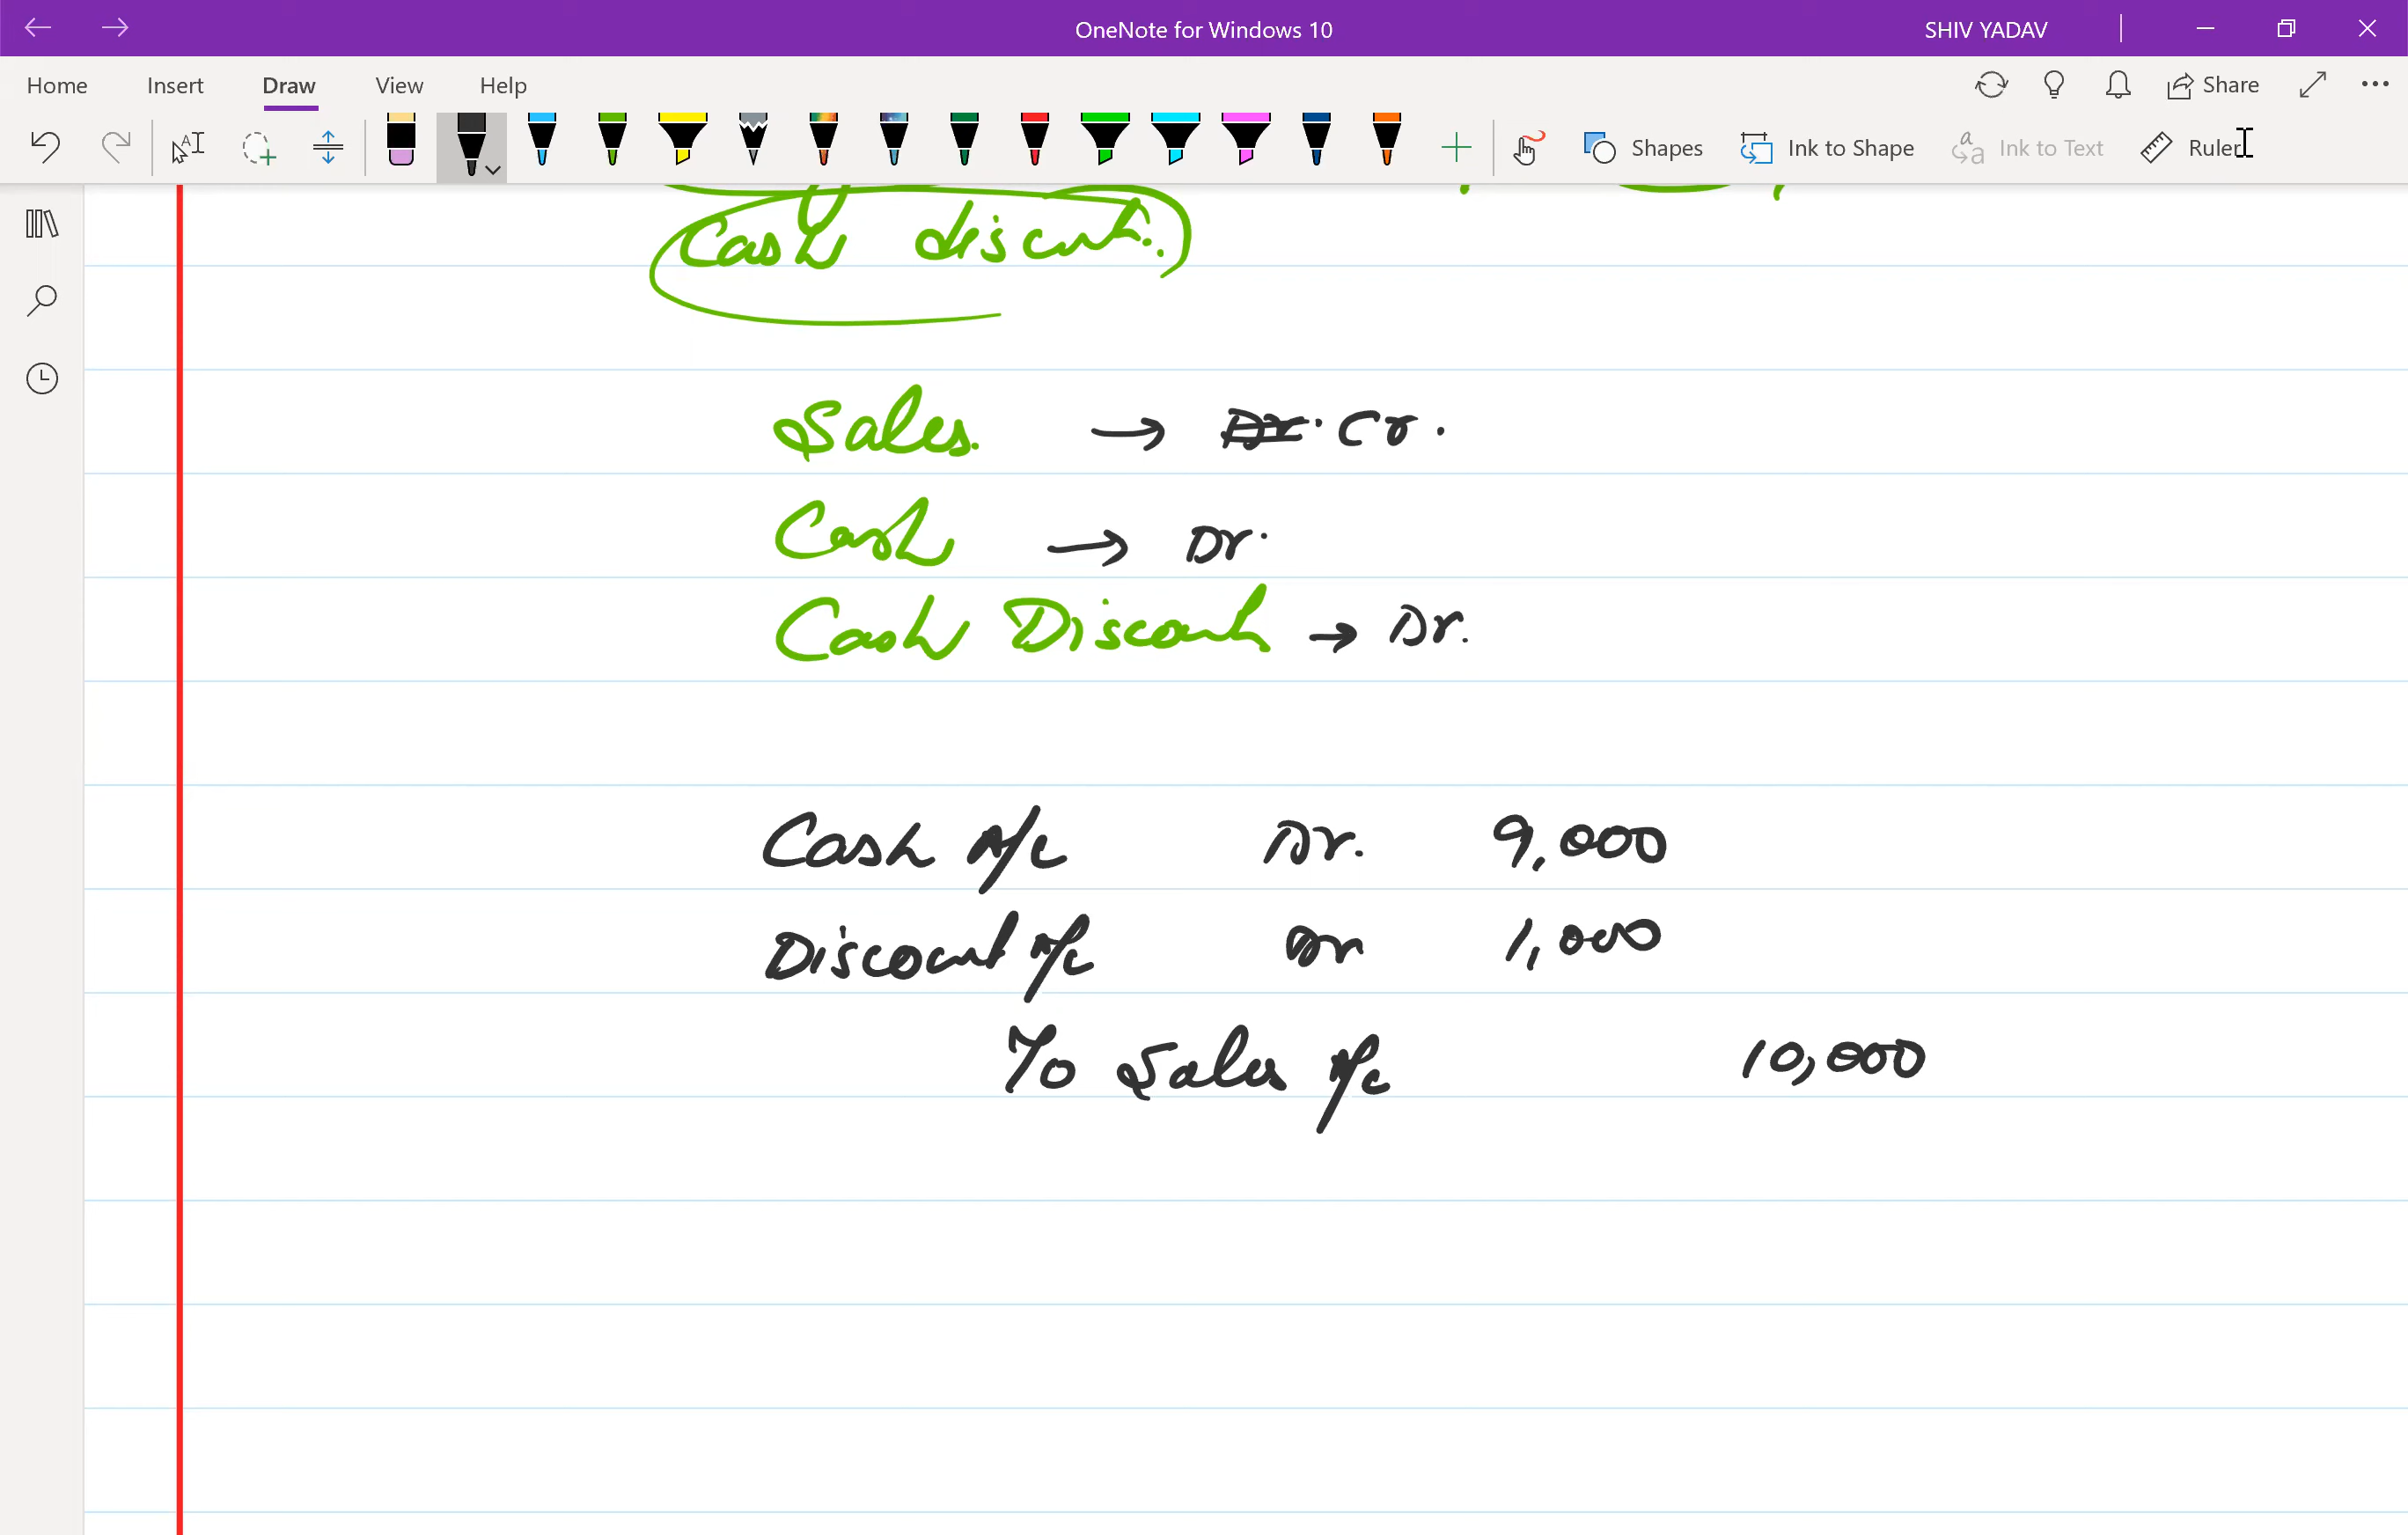 OneNote for Windows 10 SHIV YADAV
Home Insert Draw View Help Share
Shapes Ink to Shape Ink to Text Ruler
Cash discut.
Sales. → Dr. Cr.
Cash → Dr.
Cash Discount → Dr.
Cash A/c Dr. 9,000
Discount A/c Dr 1,000
To Sales A/c 10,000